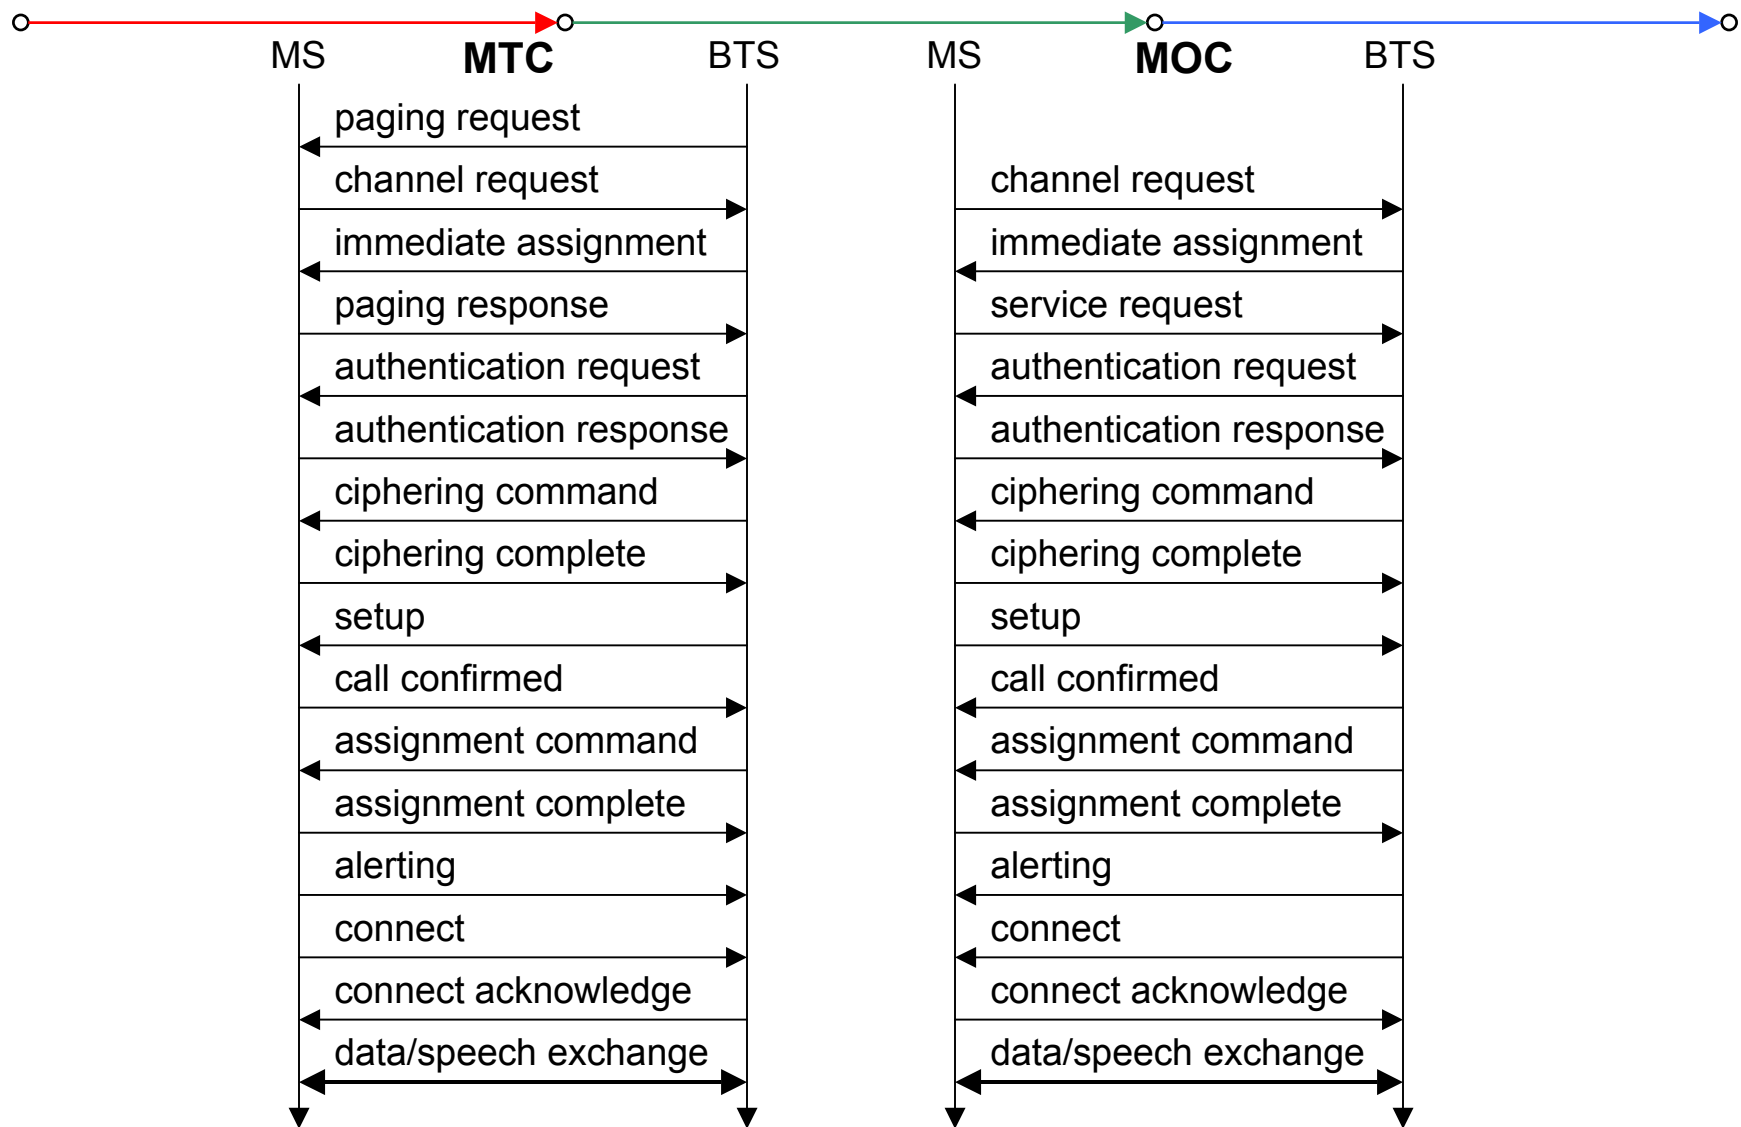 MS MTC BTS MS MOC BTS
paging request
channel request channel request
immediate assignment immediate assignment
paging response service request
authentication request authentication request
authentication response authentication response
ciphering command ciphering command
ciphering complete ciphering complete
setup setup
call confirmed call confirmed
assignment command assignment command
assignment complete assignment complete
alerting alerting
connect connect
connect acknowledge connect acknowledge
data/speech exchange data/speech exchange